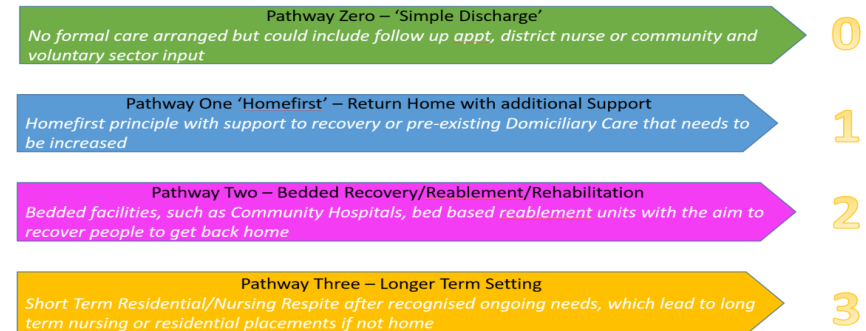 Pathway Zero – ‘Simple Discharge’
No formal care arranged but could include follow up appt, district nurse or community and
voluntary sector input
0
Pathway One ‘Homefirst’ – Return Home with additional Support
Homefirst principle with support to recovery or pre-existing Domiciliary Care that needs to
be increased
1
Pathway Two – Bedded Recovery/Reablement/Rehabilitation
Bedded facilities, such as Community Hospitals, bed based reablement units with the aim to
recover people to get back home
2
Pathway Three – Longer Term Setting
Short Term Residential/Nursing Respite after recognised ongoing needs, which lead to long
term nursing or residential placements if not home
3